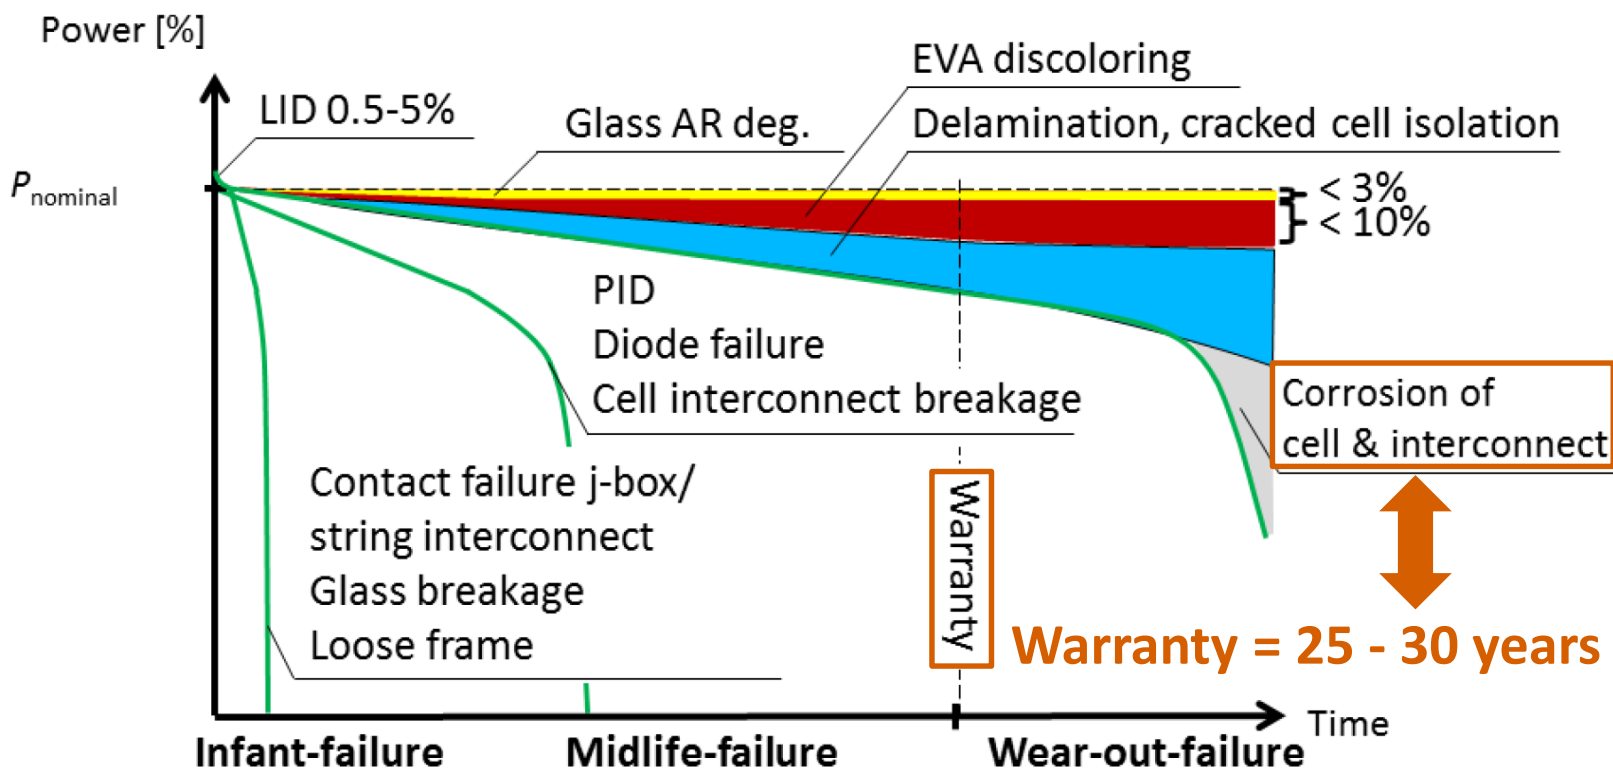 Power [%]
EVA discoloring
LID 0.5-5%
Glass AR deg.
Delamination, cracked cell isolation
Pnominal
< 3%
< 10%
PID
Diode failure
Cell interconnect breakage
Corrosion of
cell & interconnect
Contact failure j-box/
string interconnect
Glass breakage
Loose frame
Warranty
Warranty = 25 - 30 years
Time
Infant-failure
Midlife-failure
Wear-out-failure